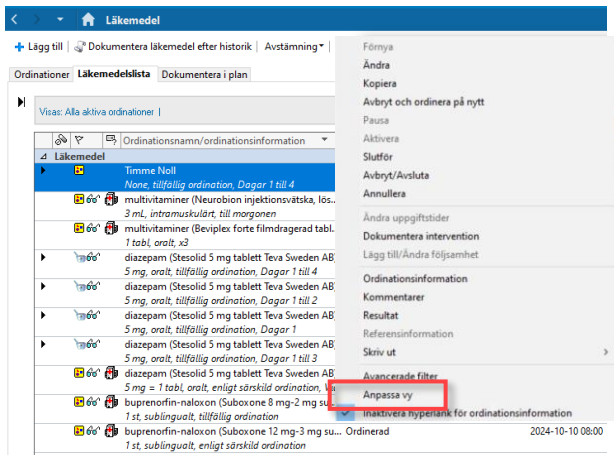 Läkemedel
Lägg till | Dokumentera läkemedel efter historik | Avstämning |
Ordinationer Läkemedelslista Dokumentera i plan
Visas: Alla aktiva ordinationer |
Ordinationsnamn/ordinationsinformation
Läkemedel
Timme Noll
None, tillfällig ordination, Dagar 1 till 4
multivitaminer (Neurobion injektionsvätska, lös...
3 mL, intramuskulärt, till morgonen
multivitaminer (Beviplex forte filmdragerad tabl...
1 tabl, oralt, x3
diazepam (Stesolid 5 mg tablett Teva Sweden AB)
5 mg, oralt, tillfällig ordination, Dagar 1 till 4
diazepam (Stesolid 5 mg tablett Teva Sweden AB)
5 mg, oralt, tillfällig ordination, Dagar 1 till 2
diazepam (Stesolid 5 mg tablett Teva Sweden AB)
5 mg, oralt, tillfällig ordination, Dagar 1
diazepam (Stesolid 5 mg tablett Teva Sweden AB)
5 mg, oralt, tillfällig ordination, Dagar 1 till 3
diazepam (Stesolid 5 mg tablett Teva Sweden AB)
5 mg = 1 tabl, oralt, enligt särskild ordination,
buprenorfin-naloxon (Suboxone 8 mg-2 mg su...
1 st, sublingualt, tillfällig ordination
buprenorfin-naloxon (Suboxone 12 mg-3 mg su... Ordinerad 2024-10-10 08:00
1 st, sublingualt, enligt särskild ordination
Förnya
Ändra
Kopiera
Avbryt och ordinera på nytt
Pausa
Aktivera
Slutför
Avbryt/Avsluta
Annullera
Ändra uppgiftstider
Dokumentera intervention
Lägg till/Ändra följsamhet
Ordinationsinformation
Kommentarer
Resultat
Referensinformation
Skriv ut
Avancerade filter
Anpassa vy
Inaktivera hyperlänk för ordinationsinformation